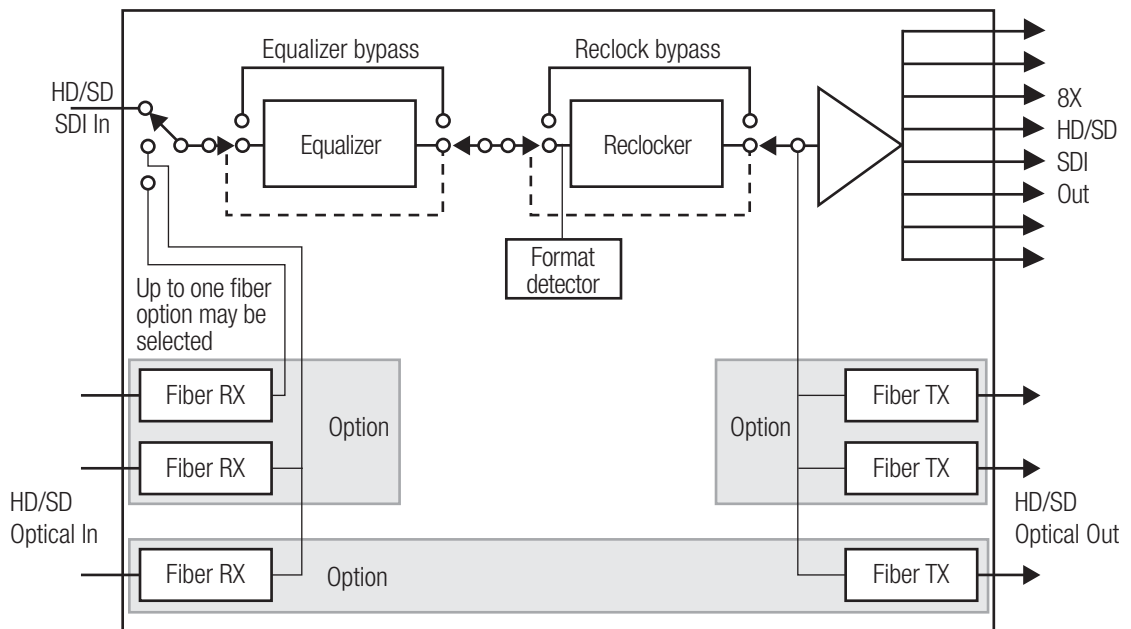 Equalizer bypass
Reclock bypass
HD/SD
SDI In
Equalizer
Reclocker
8X
HD/SD
SDI
Out
Format
detector
Up to one fiber
option may be
selected
Fiber RX
Option
Fiber RX
Option
Fiber TX
Fiber TX
HD/SD
Optical In
HD/SD
Optical Out
Fiber RX
Option
Fiber TX